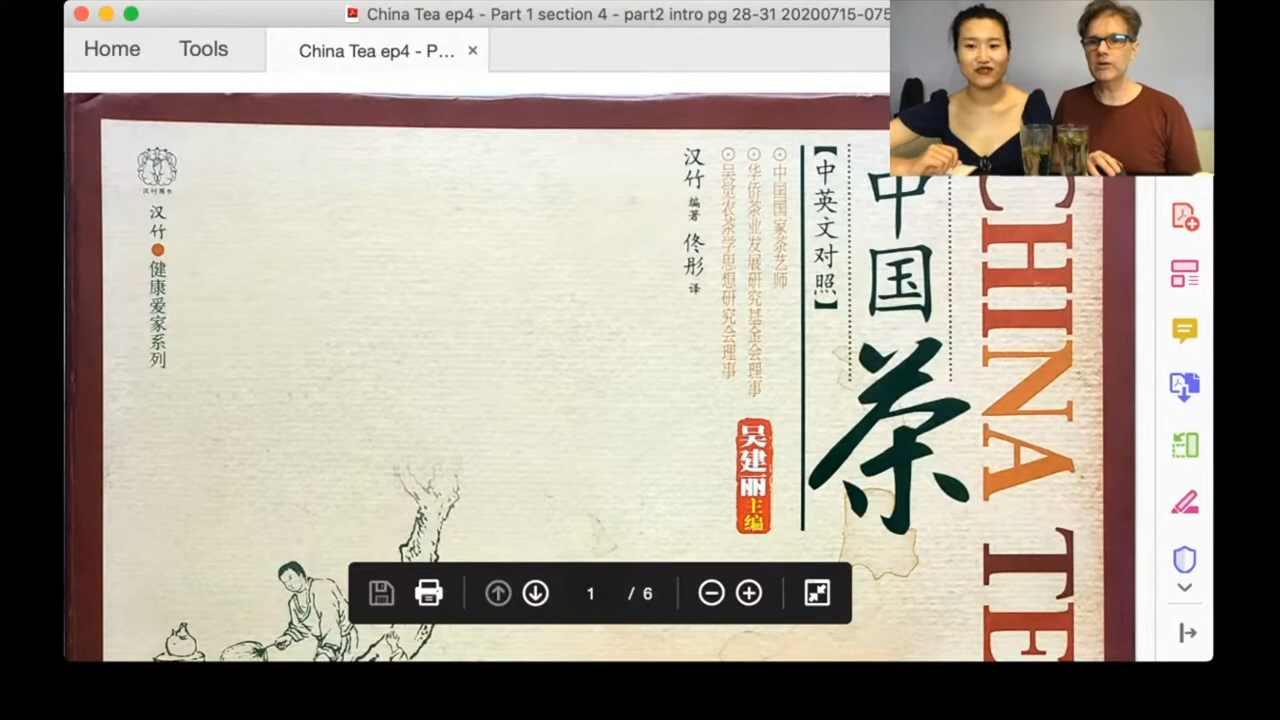 China Tea ep4 - Part 1 section 4 - part2 intro pg 28-31 20200715-075
Home
Tools
China Tea ep4 - P... ×
汉竹图书
汉竹●健康爱家系列
CHINA TE
中国茶
【中英文对照】
⊙中国国家茶艺师
⊙华侨茶业发展研究基金会理事
⊙吴觉农茶学思想研究会理事
吴建丽主编
汉竹 编著 佟彤 译
1 / 6